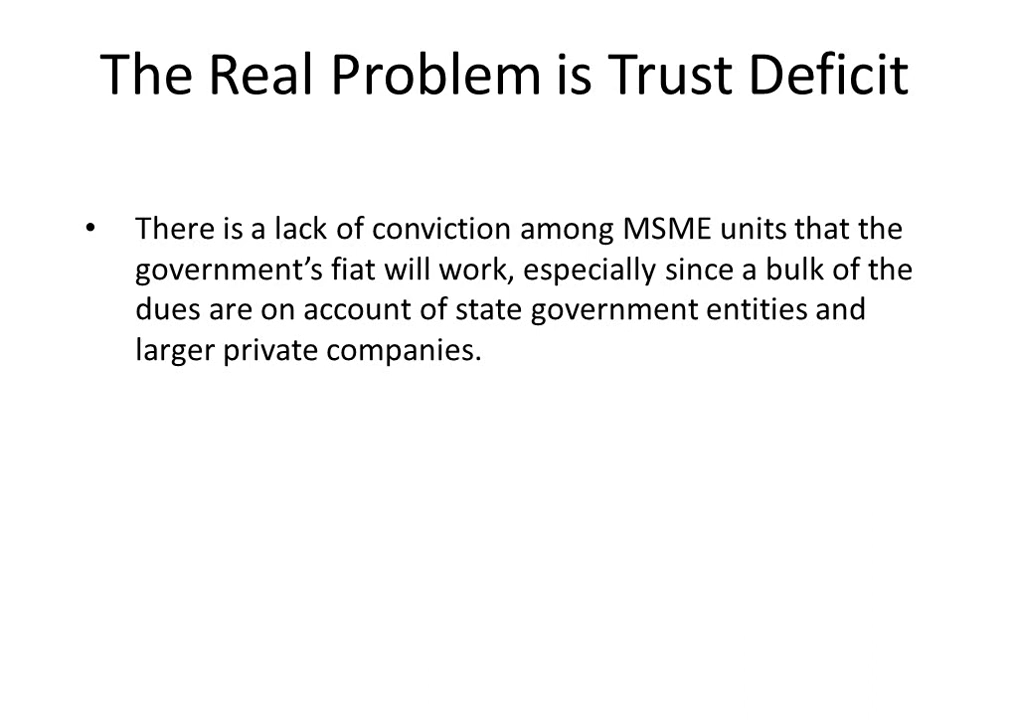 The Real Problem is Trust Deficit
• There is a lack of conviction among MSME units that the
government’s fiat will work, especially since a bulk of the
dues are on account of state government entities and
larger private companies.